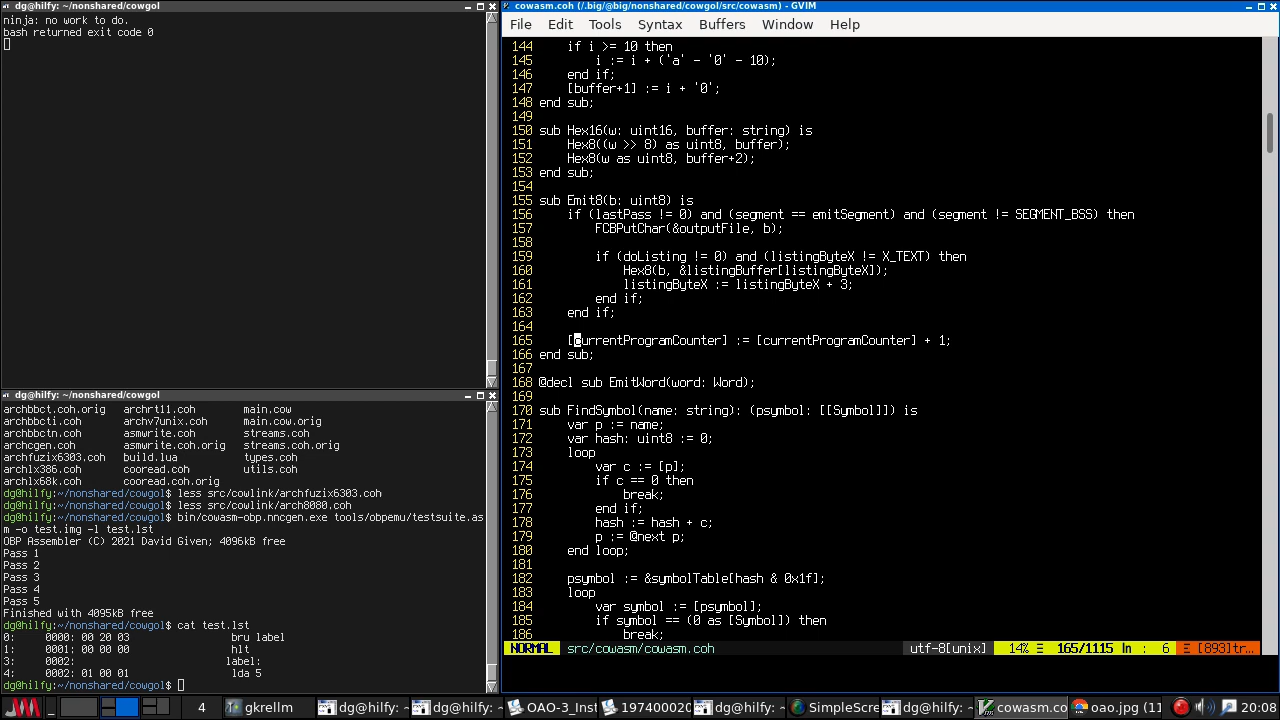 dg@hilfy:~/nonshared/cowgol
ninja: no work to do.
bash returned exit code 0
dg@hilfy:~/nonshared/cowgol
archbbct.coh.orig archrt11.coh main.cow
archbbcti.coh archv7unix.coh main.cow.orig
archbbctn.coh asmwrite.coh streams.coh
archcgen.coh asmwrite.coh.orig streams.coh.orig
archfuzix6303.coh build.lua types.coh
archlx386.coh cooread.coh utils.coh
archlx68k.coh cooread.coh.orig
dg@hilfy:~/nonshared/cowgol$ less src/cowlink/archfuzix6303.coh
dg@hilfy:~/nonshared/cowgol$ less src/cowlink/arch8080.coh
dg@hilfy:~/nonshared/cowgol$ bin/cowasm-obp.nncgen.exe tools/obpemu/testsuite.as
m -o test.img -l test.lst
OBP Assembler (C) 2021 David Given; 4096kB free
Pass 1
Pass 2
Pass 3
Pass 4
Pass 5
Finished with 4095kB free
dg@hilfy:~/nonshared/cowgol$ cat test.lst
0: 0000: 00 20 03 bru label
1: 0001: 00 00 00 hlt
3: 0002: label:
4: 0002: 01 00 01 lda 5
dg@hilfy:~/nonshared/cowgol$
cowasm.coh (/.big/@big/nonshared/cowgol/src/cowasm) - GVIM
File Edit Tools Syntax Buffers Window Help
144 if i >= 10 then
145 i := i + ('a' - '0' - 10);
146 end if;
147 [buffer+1] := i + '0';
148 end sub;
149
150 sub Hex16(w: uint16, buffer: string) is
151 Hex8((w >> 8) as uint8, buffer);
152 Hex8(w as uint8, buffer+2);
153 end sub;
154
155 sub Emit8(b: uint8) is
156 if (lastPass != 0) and (segment == emitSegment) and (segment != SEGMENT_BSS) then
157 FCBPutChar(&outputFile, b);
158
159 if (doListing != 0) and (listingByteX != X_TEXT) then
160 Hex8(b, &listingBuffer[listingByteX]);
161 listingByteX := listingByteX + 3;
162 end if;
163 end if;
164
165 [currentProgramCounter] := [currentProgramCounter] + 1;
166 end sub;
167
168 @decl sub EmitWord(word: Word);
169
170 sub FindSymbol(name: string): (psymbol: [[Symbol]]) is
171 var p := name;
172 var hash: uint8 := 0;
173 loop
174 var c := [p];
175 if c == 0 then
176 break;
177 end if;
178 hash := hash + c;
179 p := @next p;
180 end loop;
181
182 psymbol := &symbolTable[hash & 0x1f];
183 loop
184 var symbol := [psymbol];
185 if symbol == (0 as [Symbol]) then
186 break;
NORMAL src/cowasm/cowasm.coh utf-8[unix] 14% Ξ 165/1115 ln : 6 Ξ [893]tr…
4 gkrellm dg@hilfy: ~ dg@hilfy: ~ OAO-3_Inst 197400020 dg@hilfy: ~ SimpleScre dg@hilfy: ~ cowasm.co oao.jpg (11 20:08